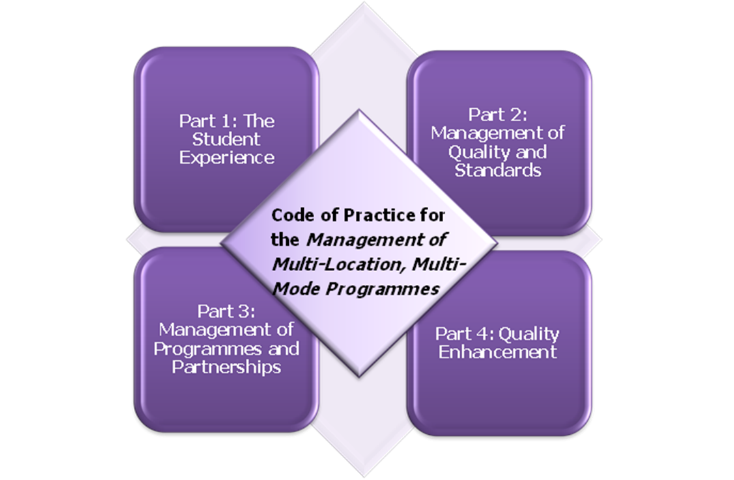 Part 1: The
Student
Experience
Part 2:
Management of
Quality and
Standards
Code of Practice for
the Management of
Multi-Location, Multi-
Mode Programmes
Part 3:
Management of
Programmes and
Partnerships
Part 4: Quality
Enhancement